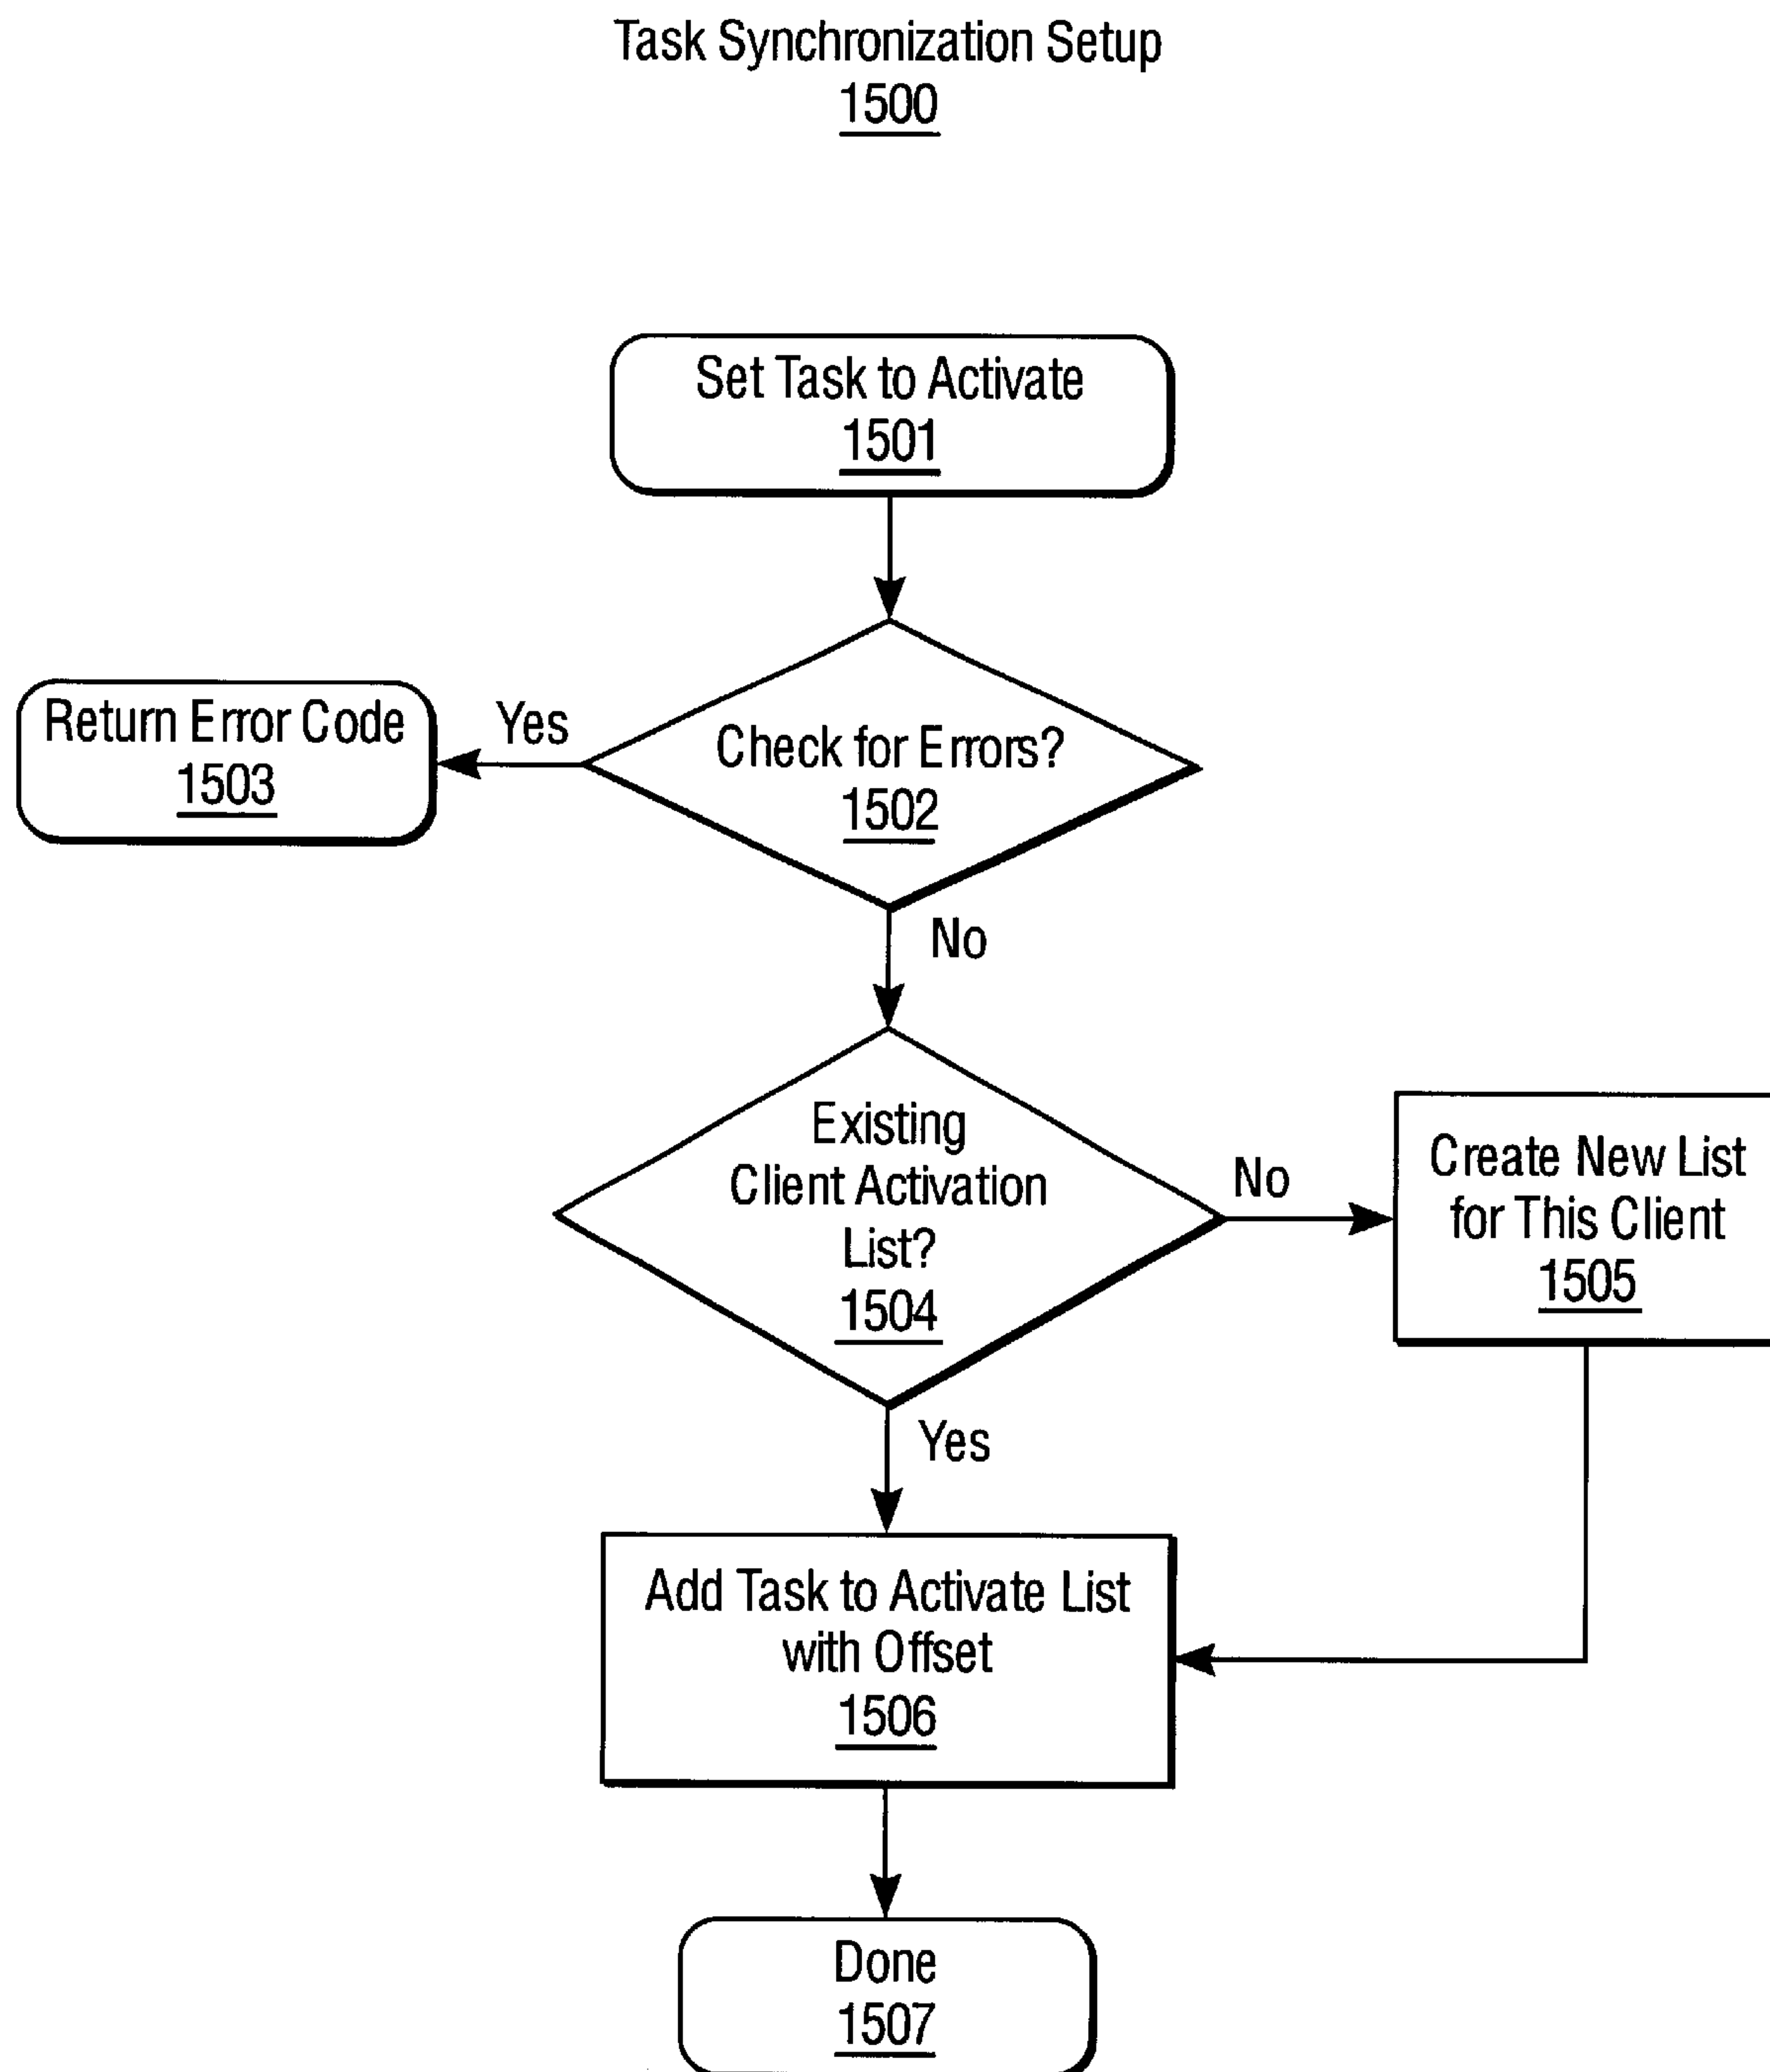 Task Synchronization Setup
1500
Set Task to Activate
1501
Return Error Code
1503
Yes
Check for Errors?
1502
No
Existing
Client Activation
List?
1504
No
Create New List
for This Client
1505
Yes
Add Task to Activate List
with Offset
1506
Done
1507